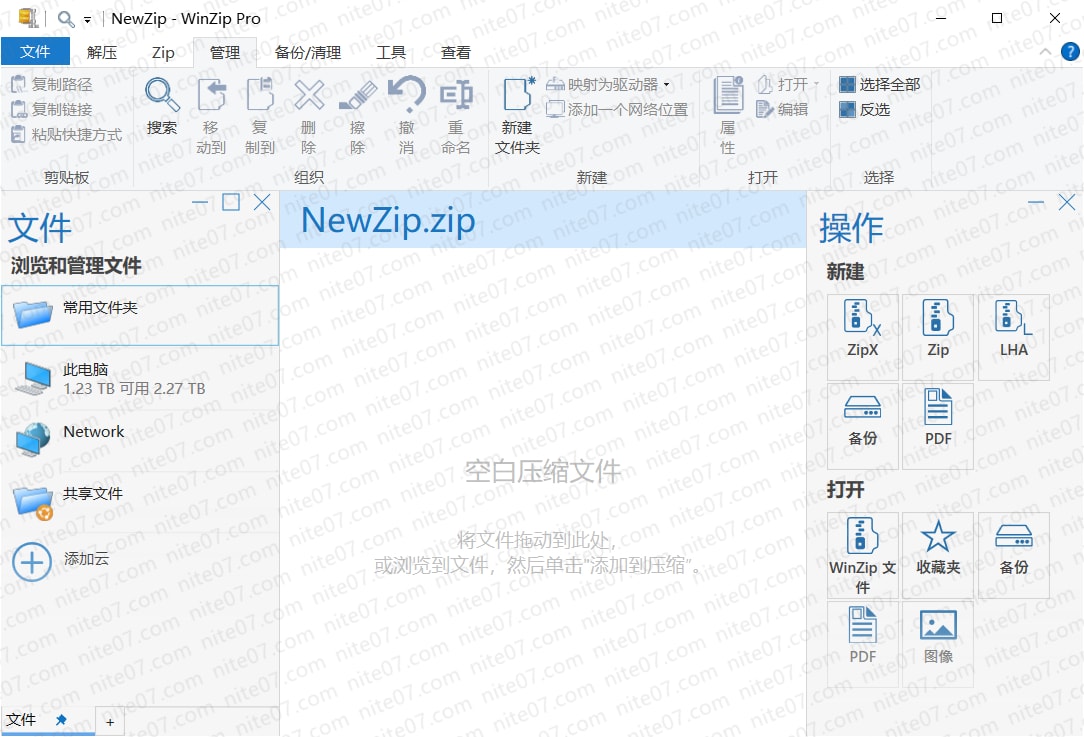 NewZip - WinZip Pro
文件 解压 Zip 管理 备份/清理 工具 查看
复制路径
复制链接
粘贴快捷方式
剪贴板
搜索
移
动到
复
制到
删
除
擦
除
撤
消
重
命名
组织
新建
文件夹
映射为驱动器
添加一个网络位置
新建
属
性
打开
编辑
打开
选择全部
反选
选择
文件
浏览和管理文件
常用文件夹
此电脑
1.23 TB 可用 2.27 TB
Network
共享文件
添加云
文件
+
NewZip.zip
空白压缩文件
将文件拖动到此处,
或浏览到文件，然后单击"添加到压缩"。
操作
新建
ZipX Zip LHA
备份 PDF
打开
WinZip 文
件
收藏夹
备份
PDF 图像
nite07.com